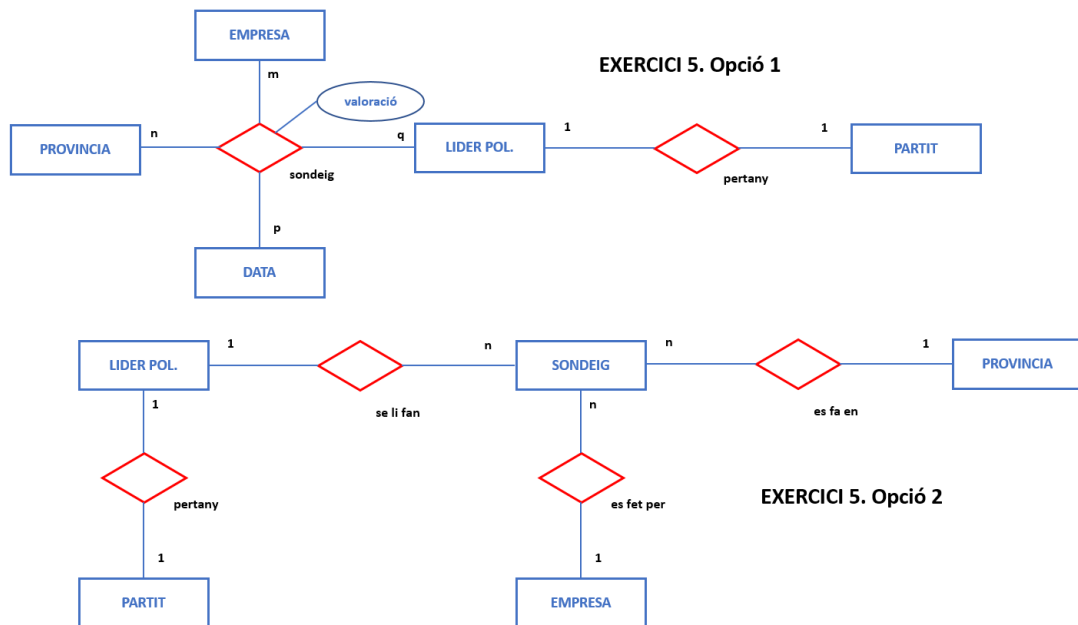 EMPRESA
m
EXERCICI 5. Opció 1
valoració
n
q
1
1
PROVINCIA
LIDER POL.
PARTIT
sondeig
pertany
p
DATA
1
n
n
1
LIDER POL.
SONDEIG
PROVINCIA
1
n
se li fan
es fa en
pertany
es fet per
EXERCICI 5. Opció 2
1
1
PARTIT
EMPRESA